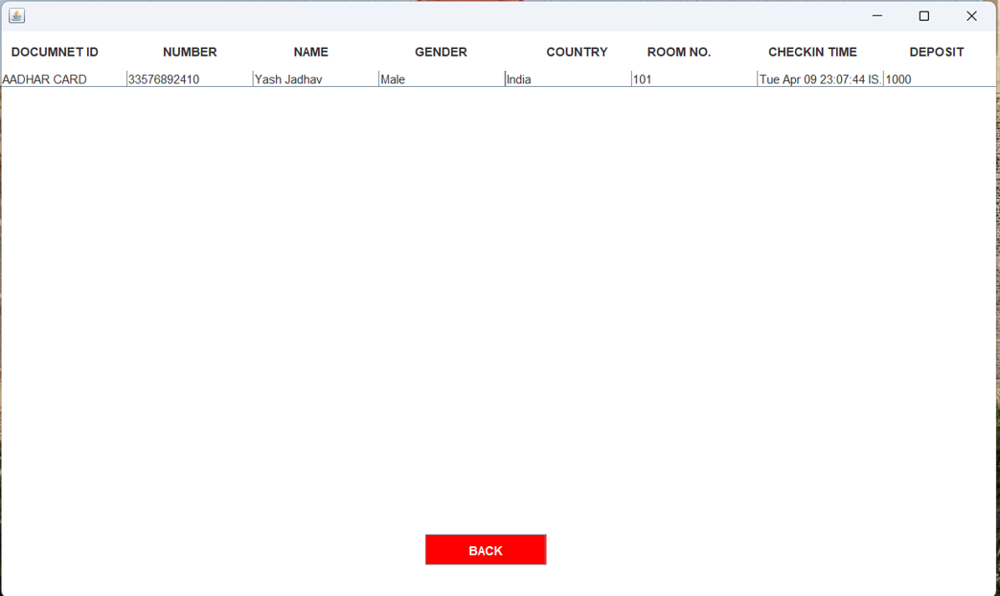 DOCUMNET ID NUMBER NAME GENDER COUNTRY ROOM NO. CHECKIN TIME DEPOSIT
AADHAR CARD 33576892410 Yash Jadhav Male India 101 Tue Apr 09 23:07:44 IS. 1000
BACK